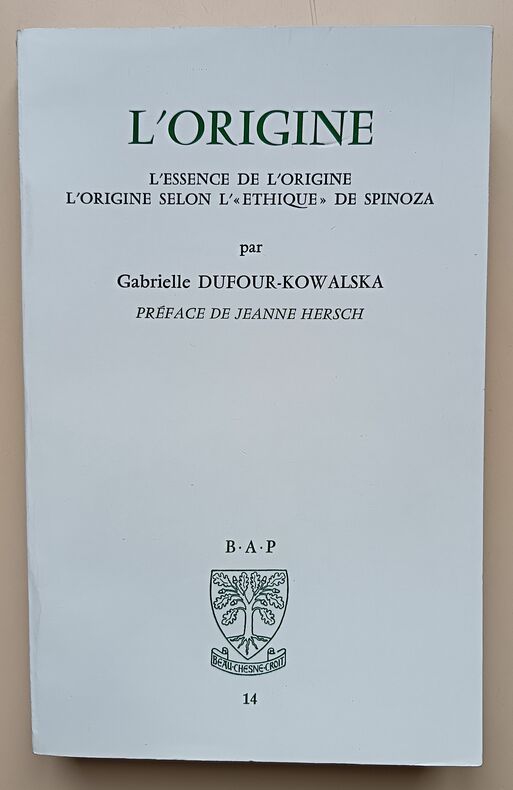 L'ORIGINE
L'ESSENCE DE L'ORIGINE
L'ORIGINE SELON L'«ETHIQUE» DE SPINOZA
par
Gabrielle DUFOUR-KOWALSKA
PRÉFACE DE JEANNE HERSCH
B·A·P
BEAU-CHESNE-CROIT
14